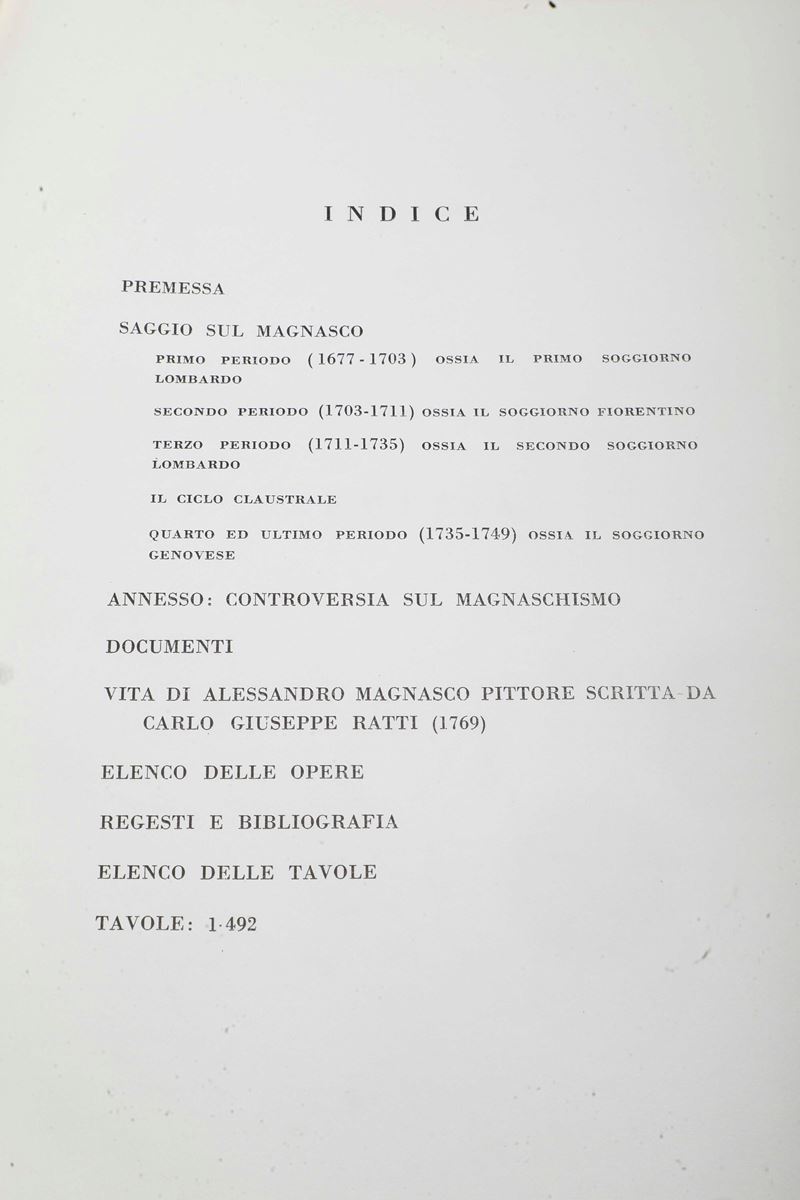 INDICE
PREMESSA
SAGGIO SUL MAGNASCO
PRIMO PERIODO (1677-1703) OSSIA IL PRIMO SOGGIORNO
LOMBARDO
SECONDO PERIODO (1703-1711) OSSIA IL SOGGIORNO FIORENTINO
TERZO PERIODO (1711-1735) OSSIA IL SECONDO SOGGIORNO
LOMBARDO
IL CICLO CLAUSTRALE
QUARTO ED ULTIMO PERIODO (1735-1749) OSSIA IL SOGGIORNO
GENOVESE
ANNESSO: CONTROVERSIA SUL MAGNASCHISMO
DOCUMENTI
VITA DI ALESSANDRO MAGNASCO PITTORE SCRITTA DA
CARLO GIUSEPPE RATTI (1769)
ELENCO DELLE OPERE
REGESTI E BIBLIOGRAFIA
ELENCO DELLE TAVOLE
TAVOLE: 1-492